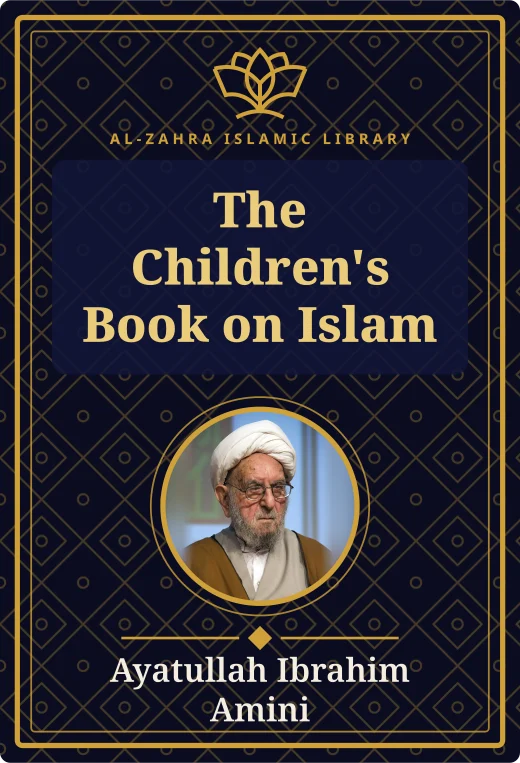 AL-ZAHRA ISLAMIC LIBRARY
The
Children's
Book on Islam
Ayatullah Ibrahim
Amini